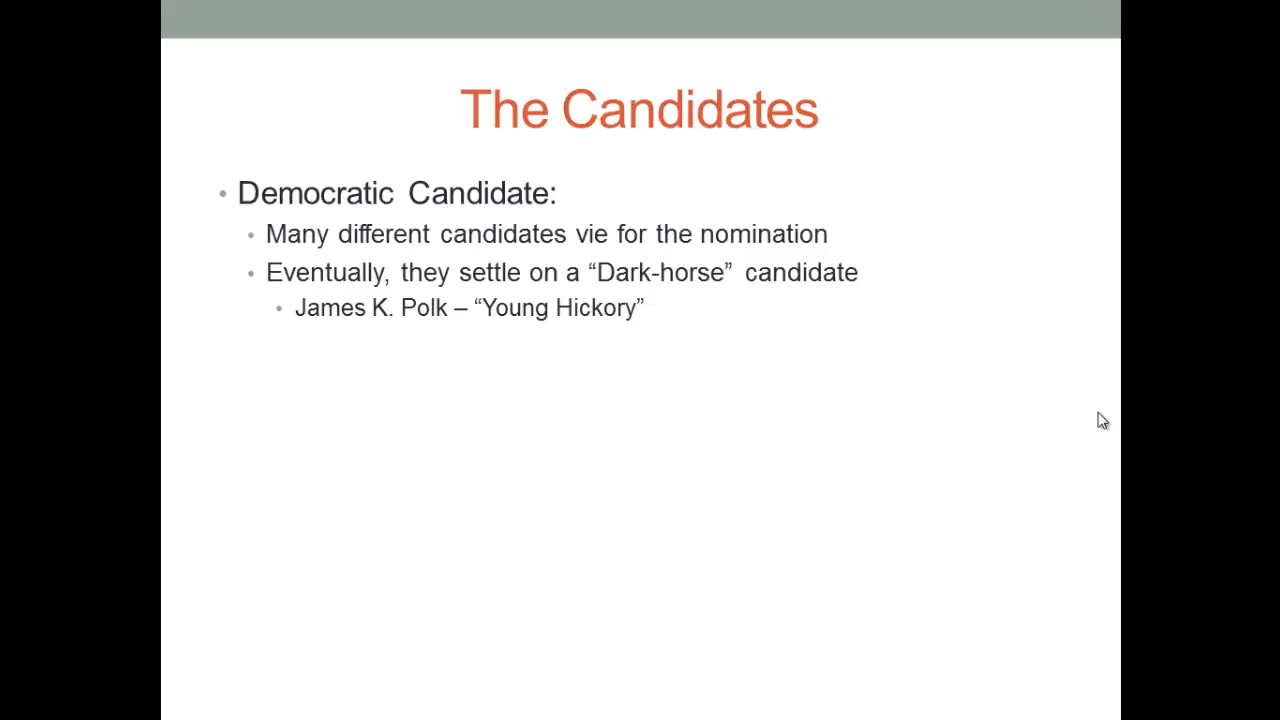 The Candidates
• Democratic Candidate:
• Many different candidates vie for the nomination
• Eventually, they settle on a “Dark-horse” candidate
• James K. Polk – “Young Hickory”